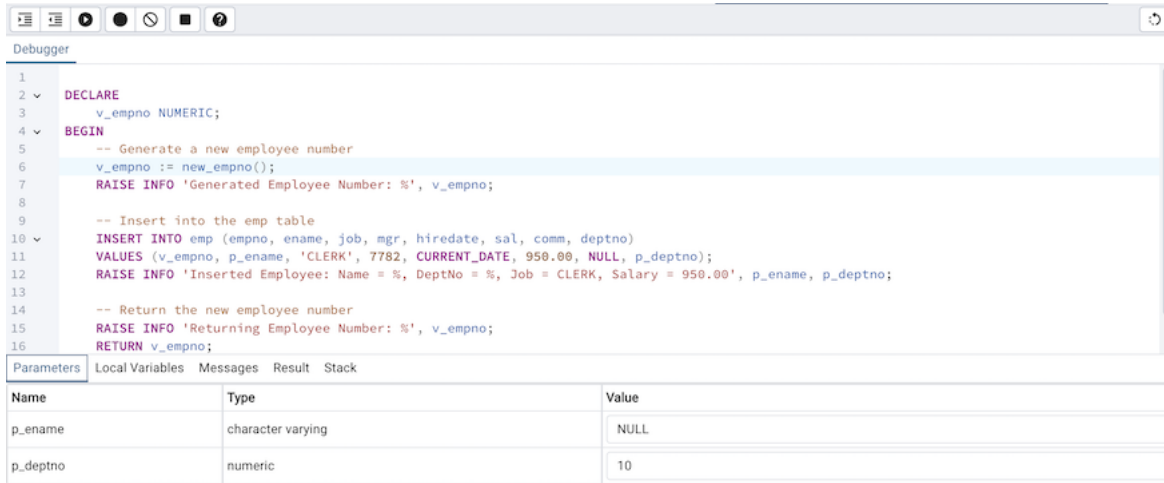 Debugger
1
2 DECLARE
3 v_empno NUMERIC;
4 BEGIN
5 -- Generate a new employee number
6 v_empno := new_empno();
7 RAISE INFO 'Generated Employee Number: %', v_empno;
8
9 -- Insert into the emp table
10 INSERT INTO emp (empno, ename, job, mgr, hiredate, sal, comm, deptno)
11 VALUES (v_empno, p_ename, 'CLERK', 7782, CURRENT_DATE, 950.00, NULL, p_deptno);
12 RAISE INFO 'Inserted Employee: Name = %, DeptNo = %, Job = CLERK, Salary = 950.00', p_ename, p_deptno;
13
14 -- Return the new employee number
15 RAISE INFO 'Returning Employee Number: %', v_empno;
16 RETURN v_empno;
Parameters Local Variables Messages Result Stack
Name Type Value
p_ename character varying NULL
p_deptno numeric 10